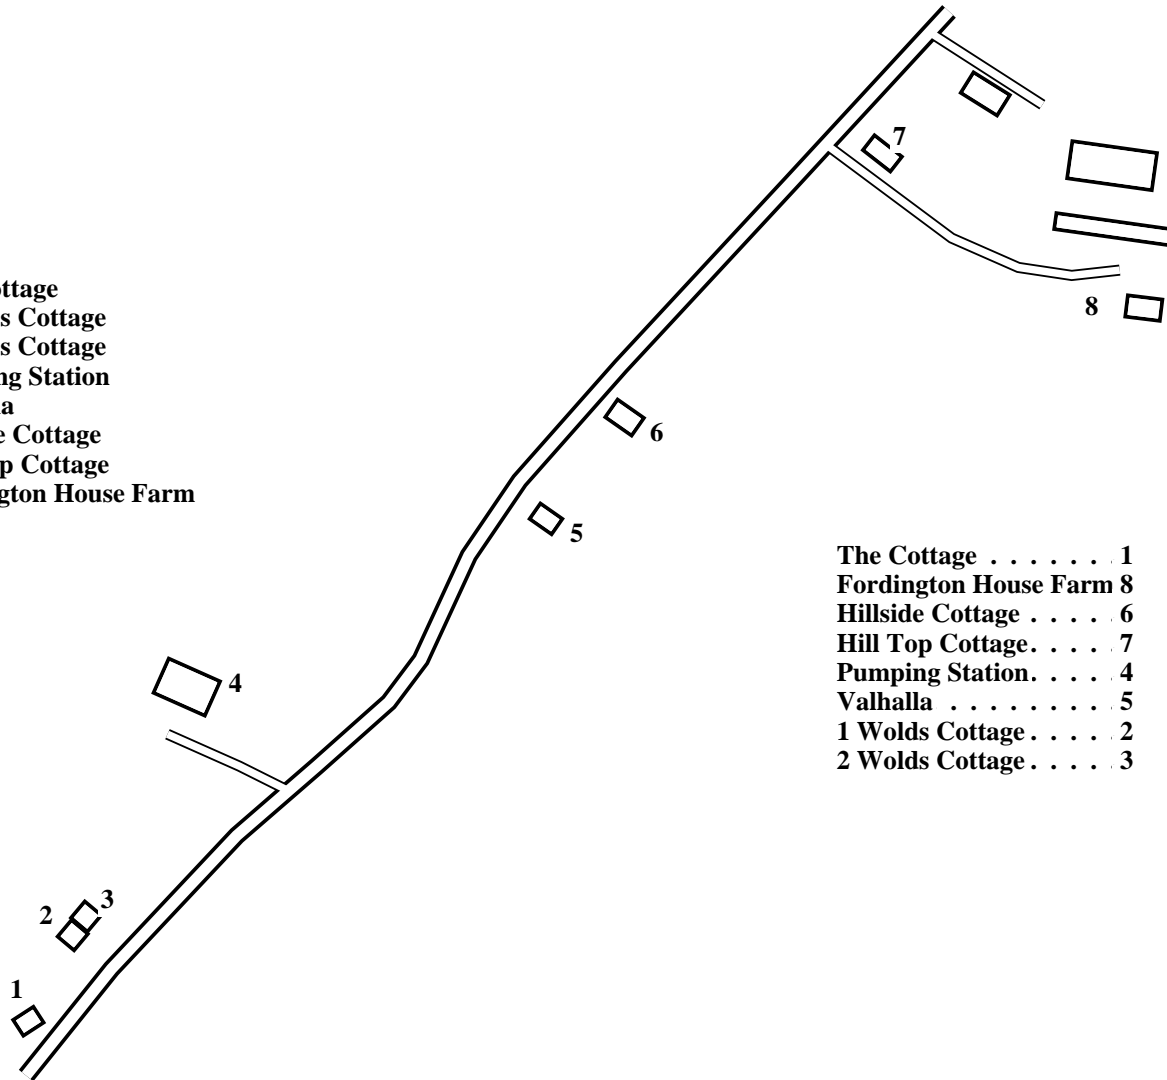 7
8
ottage
s Cottage
s Cottage
ng Station
a
e Cottage
p Cottage
gton House Farm
6
5
The Cottage . . . . . . . 1
Fordington House Farm 8
Hillside Cottage . . . . . 6
Hill Top Cottage . . . . . 7
Pumping Station . . . . . 4
Valhalla . . . . . . . . . 5
1 Wolds Cottage . . . . . 2
2 Wolds Cottage . . . . . 3
4
3
2
1